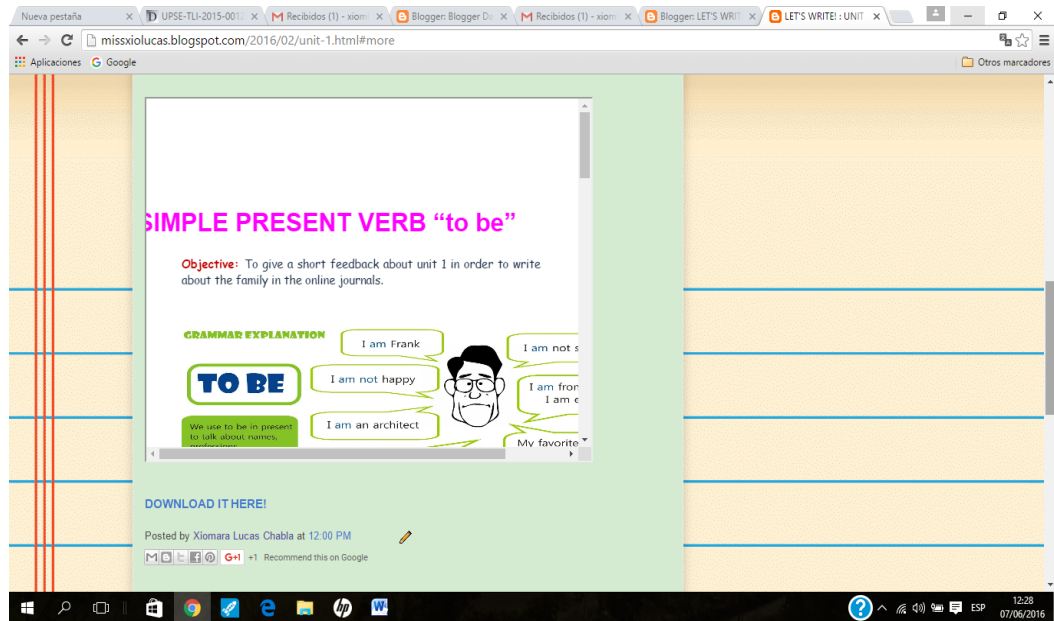 Nueva pestaña
UPSE-TLI-2015-0012
Recibidos (1) - xiomi
Blogger: Blogger Da
Recibidos (1) - xiom
Blogger: LET'S WRIT
LET'S WRITE! : UNIT
missxiolucas.blogspot.com/2016/02/unit-1.html#more
Aplicaciones
Google
Otros marcadores
SIMPLE PRESENT VERB “to be”
Objective: To give a short feedback about unit 1 in order to write
about the family in the online journals.
GRAMMAR EXPLANATION
I am Frank
I am not s
TO BE
I am not happy
I am from
I am e
We use to be in present
to talk about names,
professions
I am an architect
My favorite
DOWNLOAD IT HERE!
Posted by Xiomara Lucas Chabla at 12:00 PM
G+1 +1 Recommend this on Google
hp
ESP
12:28
07/06/2016